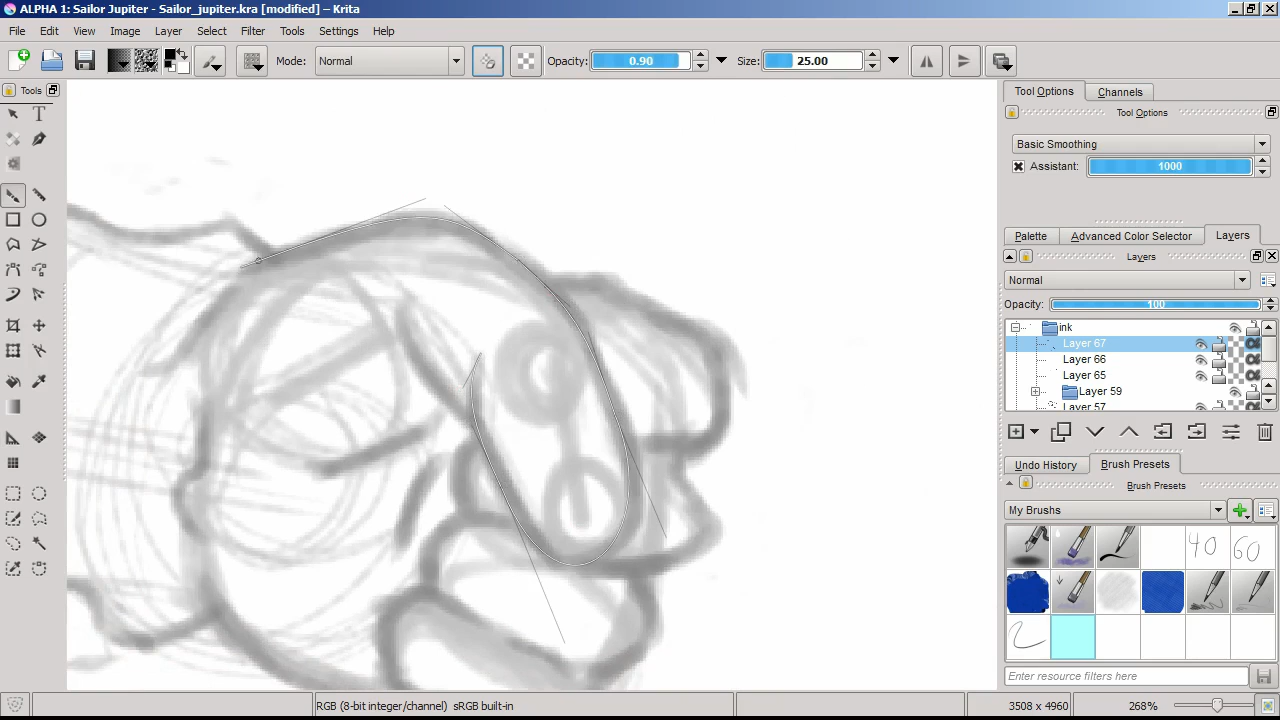 ALPHA 1: Sailor Jupiter - Sailor_jupiter.kra [modified] – Krita
File Edit View Image Layer Select Filter Tools Settings Help
Mode: Normal Opacity: 0.90 Size: 25.00
Tools
Tool Options Channels
Tool Options
Basic Smoothing
Assistant: 1000
Palette Advanced Color Selector Layers
Layers
Normal
Opacity: 100
ink
Layer 67
Layer 66
Layer 65
Layer 59
Layer 57
Undo History Brush Presets
Brush Presets
My Brushes
40 60
Enter resource filters here
RGB (8-bit integer/channel) sRGB built-in 3508 x 4960 268%